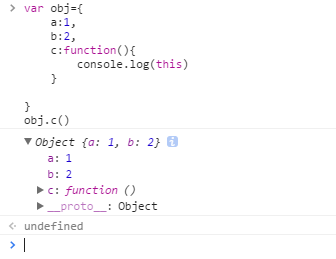 > var obj={
a:1,
b:2,
c:function(){
console.log(this)
}
}
obj.c()
▼Object {a: 1, b: 2} i
a: 1
b: 2
▶c: function ()
▶__proto__: Object
<· undefined
>